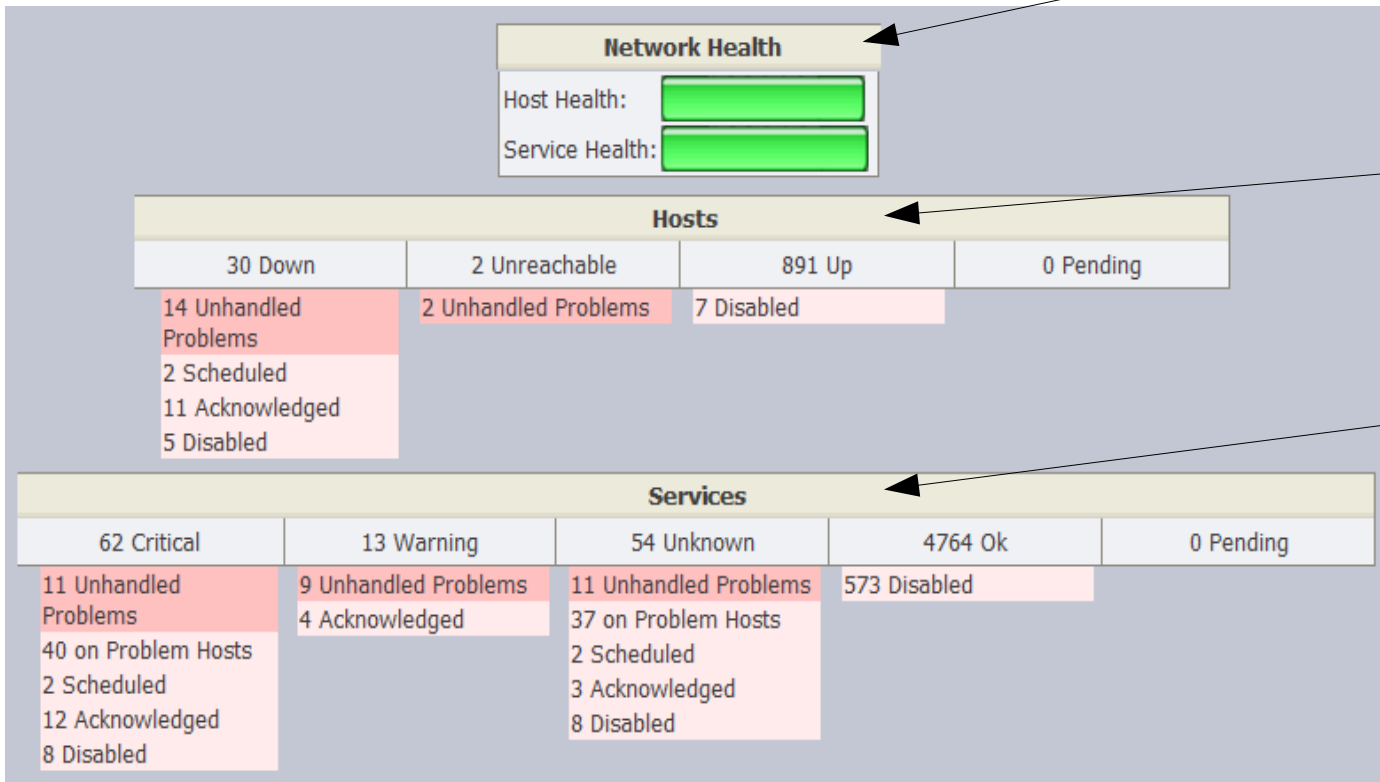 Network Health
Host Health:
Service Health:
Hosts
30 Down 2 Unreachable 891 Up 0 Pending
14 Unhandled Problems 2 Unhandled Problems 7 Disabled
2 Scheduled
11 Acknowledged
5 Disabled
Services
62 Critical 13 Warning 54 Unknown 4764 Ok 0 Pending
11 Unhandled Problems 9 Unhandled Problems 11 Unhandled Problems 573 Disabled
40 on Problem Hosts 4 Acknowledged 37 on Problem Hosts
2 Scheduled 2 Scheduled
12 Acknowledged 3 Acknowledged
8 Disabled 8 Disabled